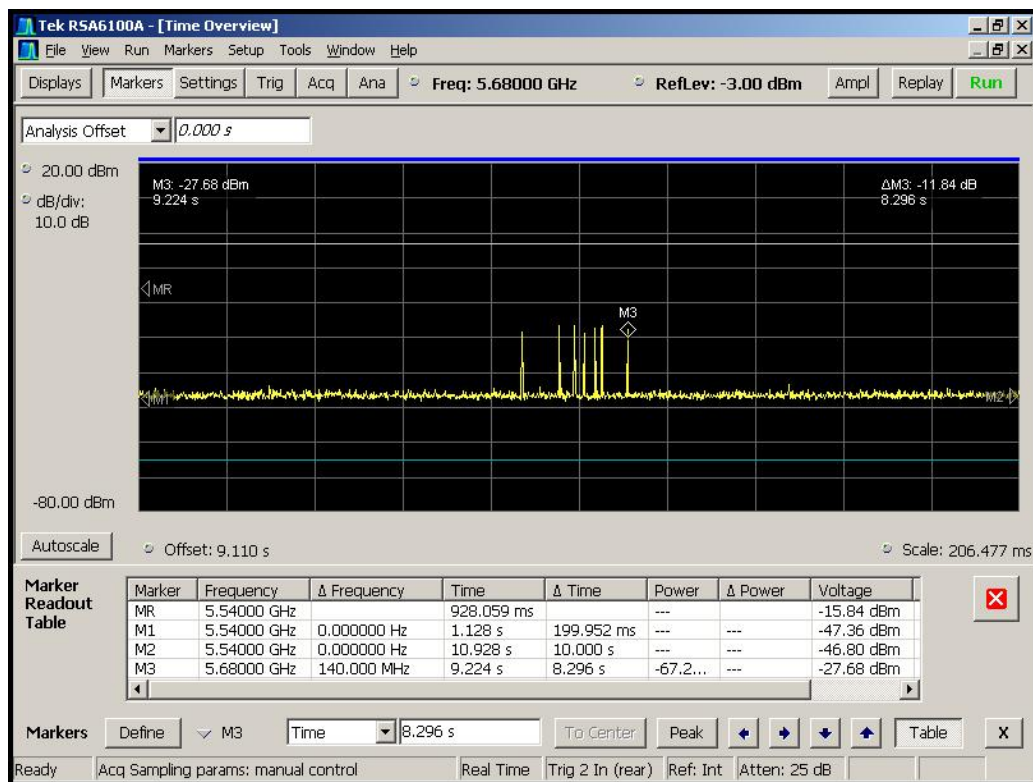 Tek RSA6100A - [Time Overview]
File View Run Markers Setup Tools Window Help
Displays Markers Settings Trig Acq Ana Freq: 5.68000 GHz RefLev: -3.00 dBm Ampl Replay Run
Analysis Offset 0.000 s
20.00 dBm
dB/div:
10.0 dB
-80.00 dBm
M3: -27.68 dBm
9.224 s
ΔM3: -11.84 dB
8.296 s
MR
M3
M1
M2
Autoscale Offset: 9.110 s Scale: 206.477 ms
Marker
Readout
Table
Marker Frequency Δ Frequency Time Δ Time Power Δ Power Voltage
MR 5.54000 GHz 928.059 ms --- -15.84 dBm
M1 5.54000 GHz 0.000000 Hz 1.128 s 199.952 ms --- --- -47.36 dBm
M2 5.54000 GHz 0.000000 Hz 10.928 s 10.000 s --- --- -46.80 dBm
M3 5.68000 GHz 140.000 MHz 9.224 s 8.296 s -67.2... --- -27.68 dBm
Markers Define M3 Time 8.296 s To Center Peak Table X
Ready Acq Sampling params: manual control Real Time Trig 2 In (rear) Ref: Int Atten: 25 dB